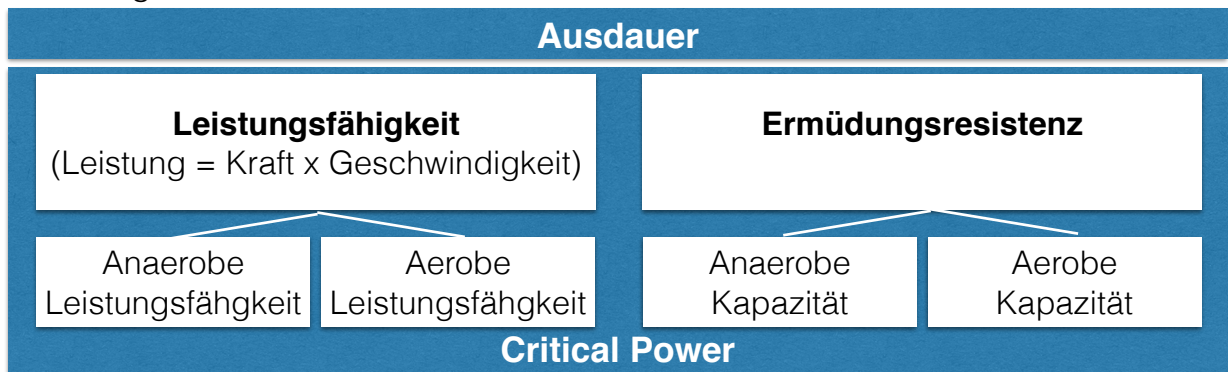 Ausdauer
Leistungsfähigkeit
(Leistung = Kraft x Geschwindigkeit)
Ermüdungsresistenz
Anaerobe
Leistungsfähgkeit
Aerobe
Leistungsfähgkeit
Anaerobe
Kapazität
Aerobe
Kapazität
Critical Power